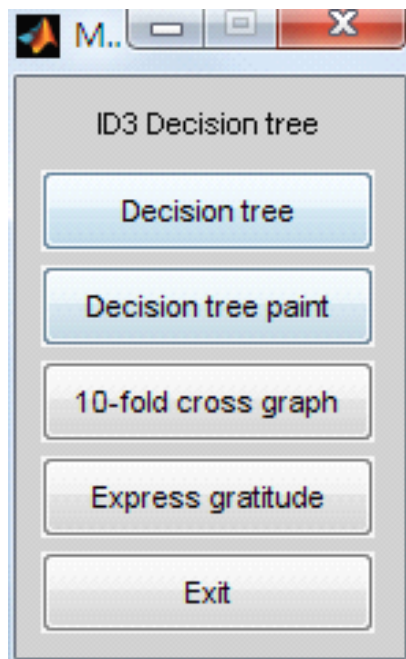 M..
ID3 Decision tree
Decision tree
Decision tree paint
10-fold cross graph
Express gratitude
Exit